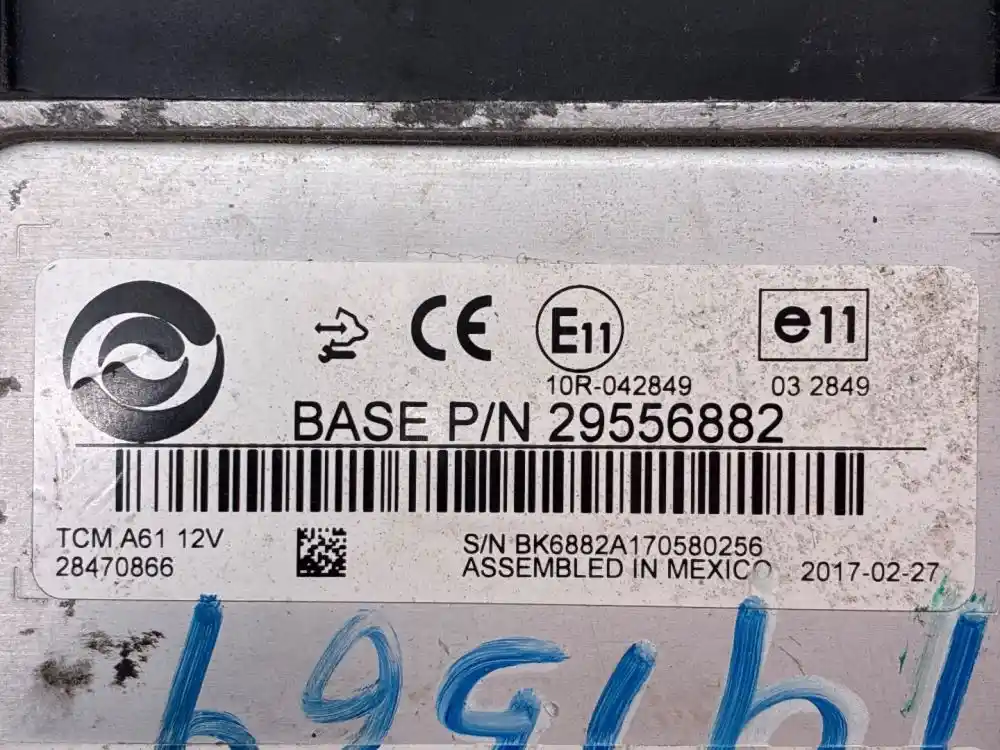 CE E11 e11
10R-042849 03 2849
BASE P/N 29556882
TCM A61 12V
28470866
S/N BK6882A170580256
ASSEMBLED IN MEXICO 2017-02-27